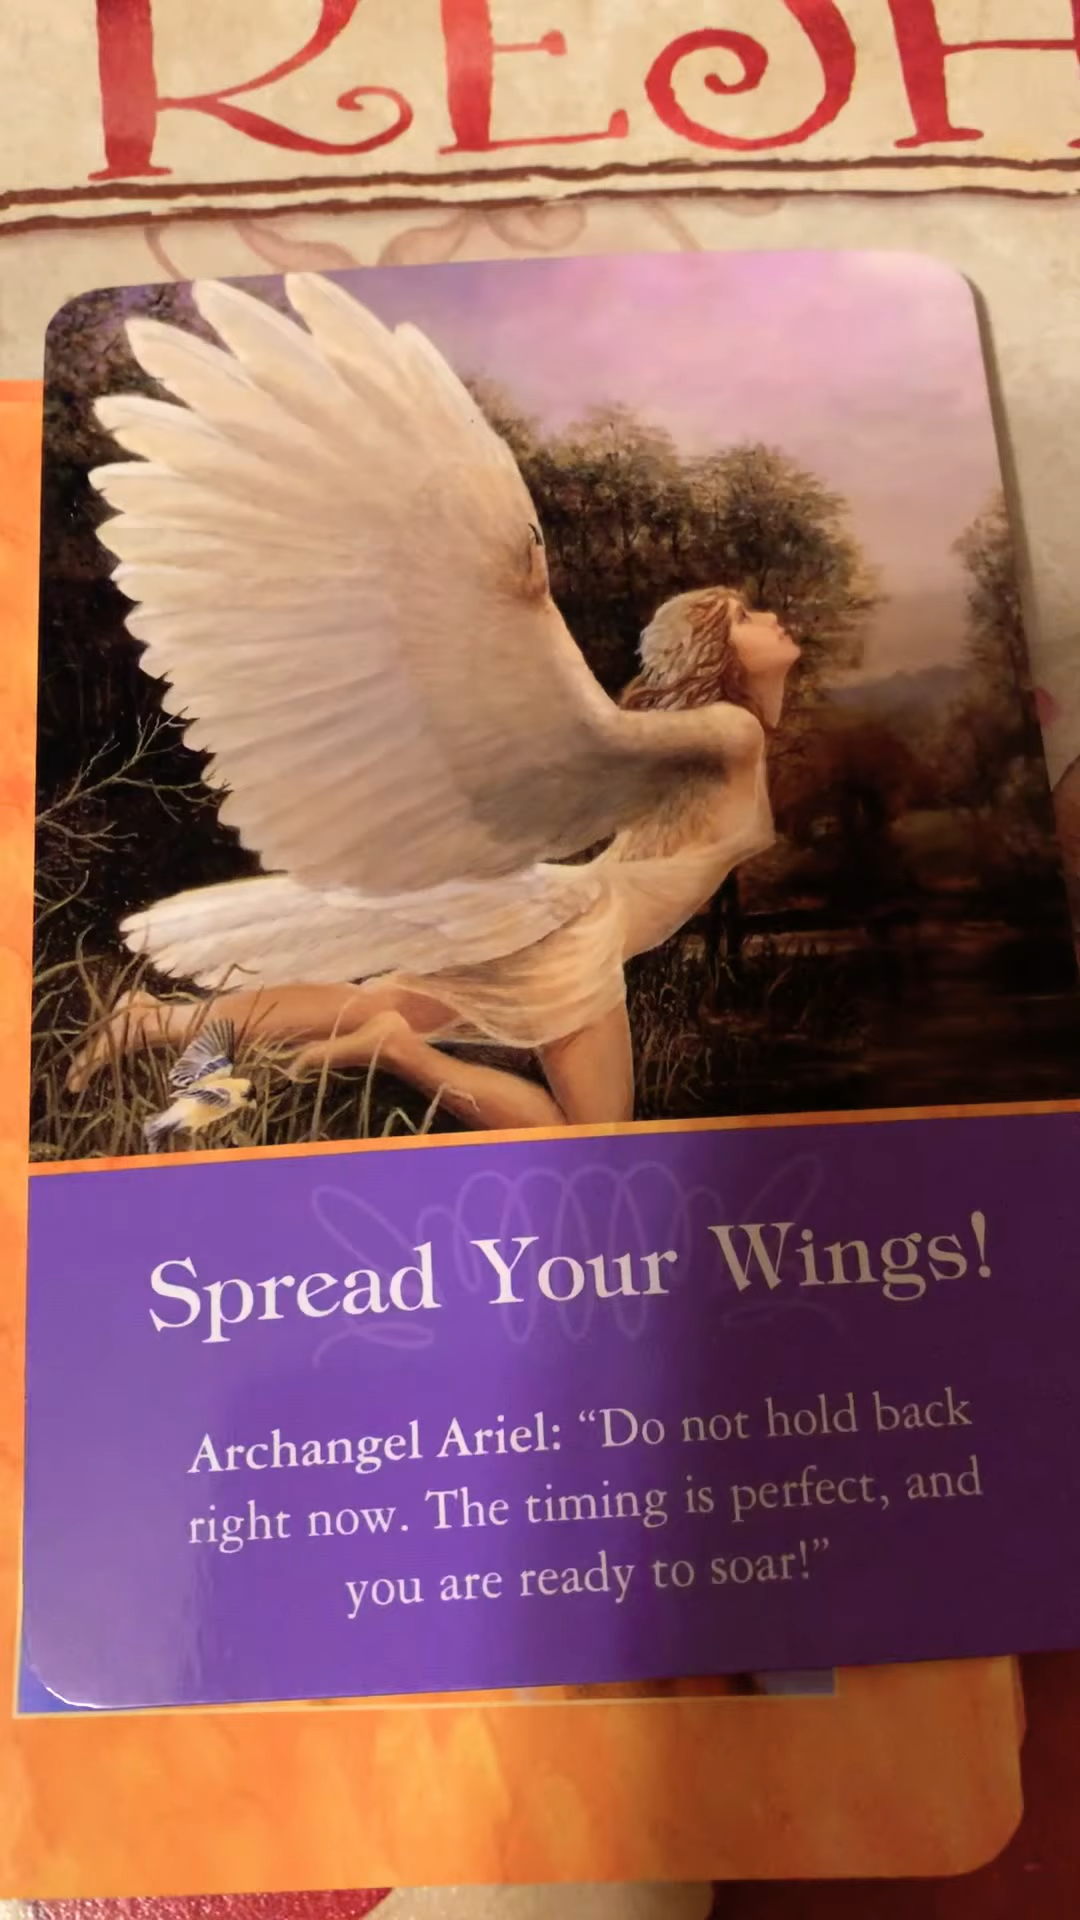 RESH
Spread Your Wings!
Archangel Ariel: “Do not hold back
right now. The timing is perfect, and
you are ready to soar!”